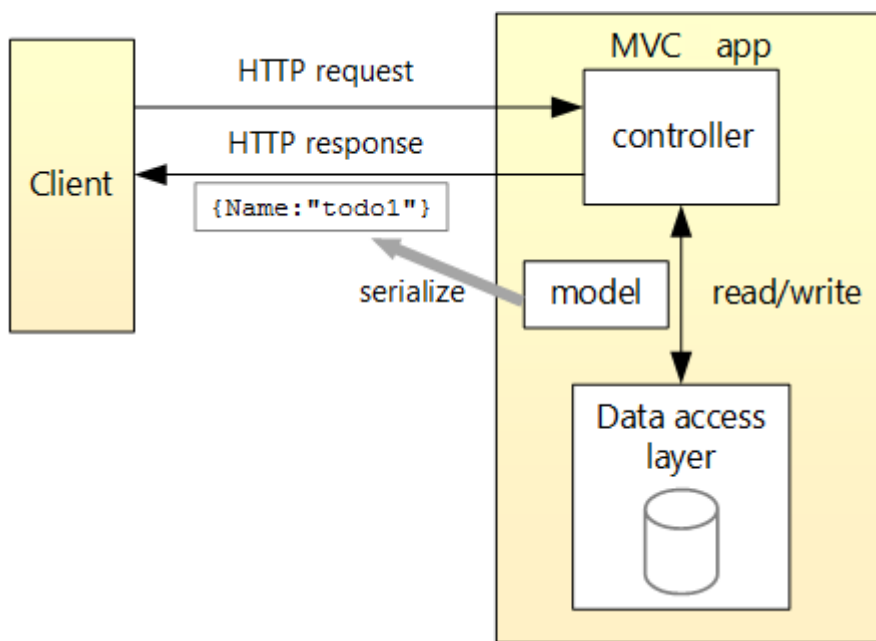 MVC app
HTTP request
controller
HTTP response
Client
{Name:"todo1"}
serialize
model
read/write
Data access
layer